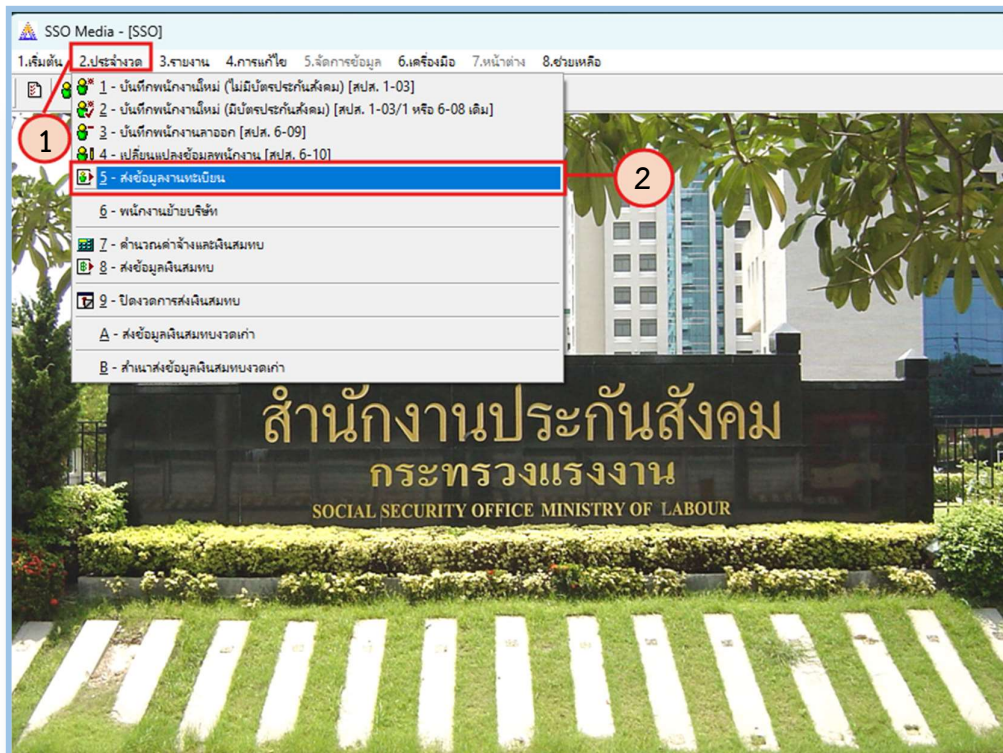 SSO Media - [SSO]
1.เริ่มต้น 2.ประจำงวด 3.รายงาน 4.การแก้ไข 5.จัดการข้อมูล 6.เครื่องมือ 7.หน้าต่าง 8.ช่วยเหลือ
1 - บันทึกพนักงานใหม่ (ไม่มีบัตรประกันสังคม) [สปส. 1-03]
2 - บันทึกพนักงานใหม่ (มีบัตรประกันสังคม) [สปส. 1-03/1 หรือ 6-08 เดิม]
3 - บันทึกพนักงานลาออก [สปส. 6-09]
1
4 - เปลี่ยนแปลงข้อมูลพนักงาน [สปส. 6-10]
5 - ส่งข้อมูลงานทะเบียน
2
6 - พนักงานย้ายบริษัท
7 - คำนวณค่าจ้างและเงินสมทบ
8 - ส่งข้อมูลเงินสมทบ
9 - ปิดงวดการส่งเงินสมทบ
A - ส่งข้อมูลเงินสมทบงวดเก่า
B - สำเนาส่งข้อมูลเงินสมทบงวดเก่า
สำนักงานประกันสังคม
กระทรวงแรงงาน
SOCIAL SECURITY OFFICE MINISTRY OF LABOUR